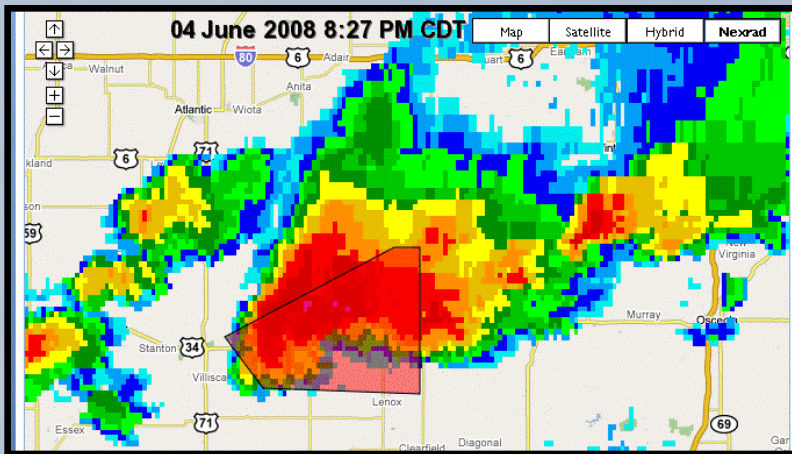 04 June 2008 8:27 PM CDT
Map
Satellite
Hybrid
Nexrad
80
6
Adair
6
Walnut
Anita
Atlantic
Wiota
71
6
59
New
Virginia
Murray
Stanton
34
Villisca
Lenox
71
69
Essex
Diagonal
Clearfield